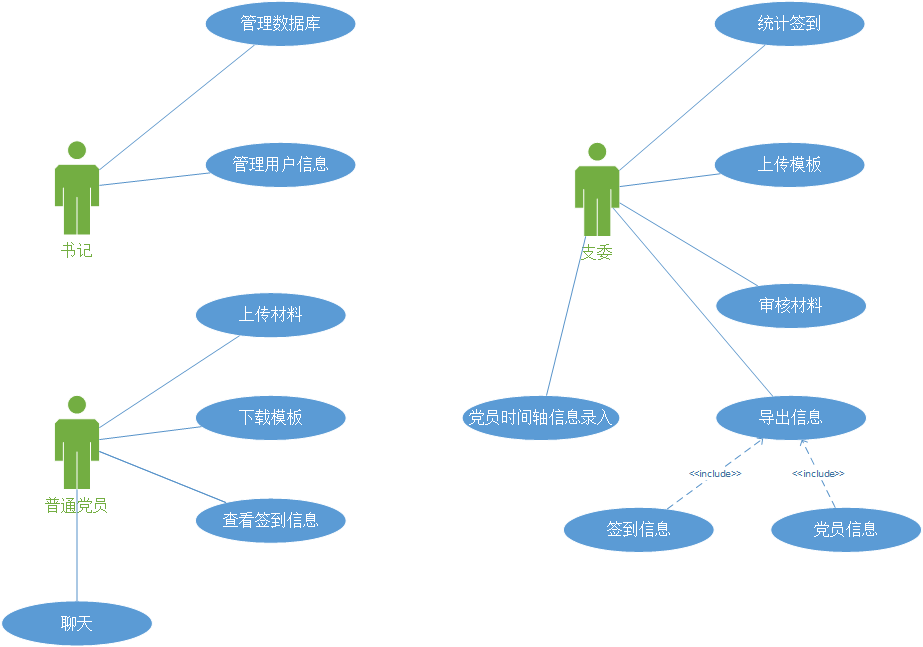 管理数据库
统计签到
管理用户信息
上传模板
书记
支委
审核材料
上传材料
下载模板
党员时间轴信息录入
导出信息
<<include>>
<<include>>
普通党员
查看签到信息
签到信息
党员信息
聊天